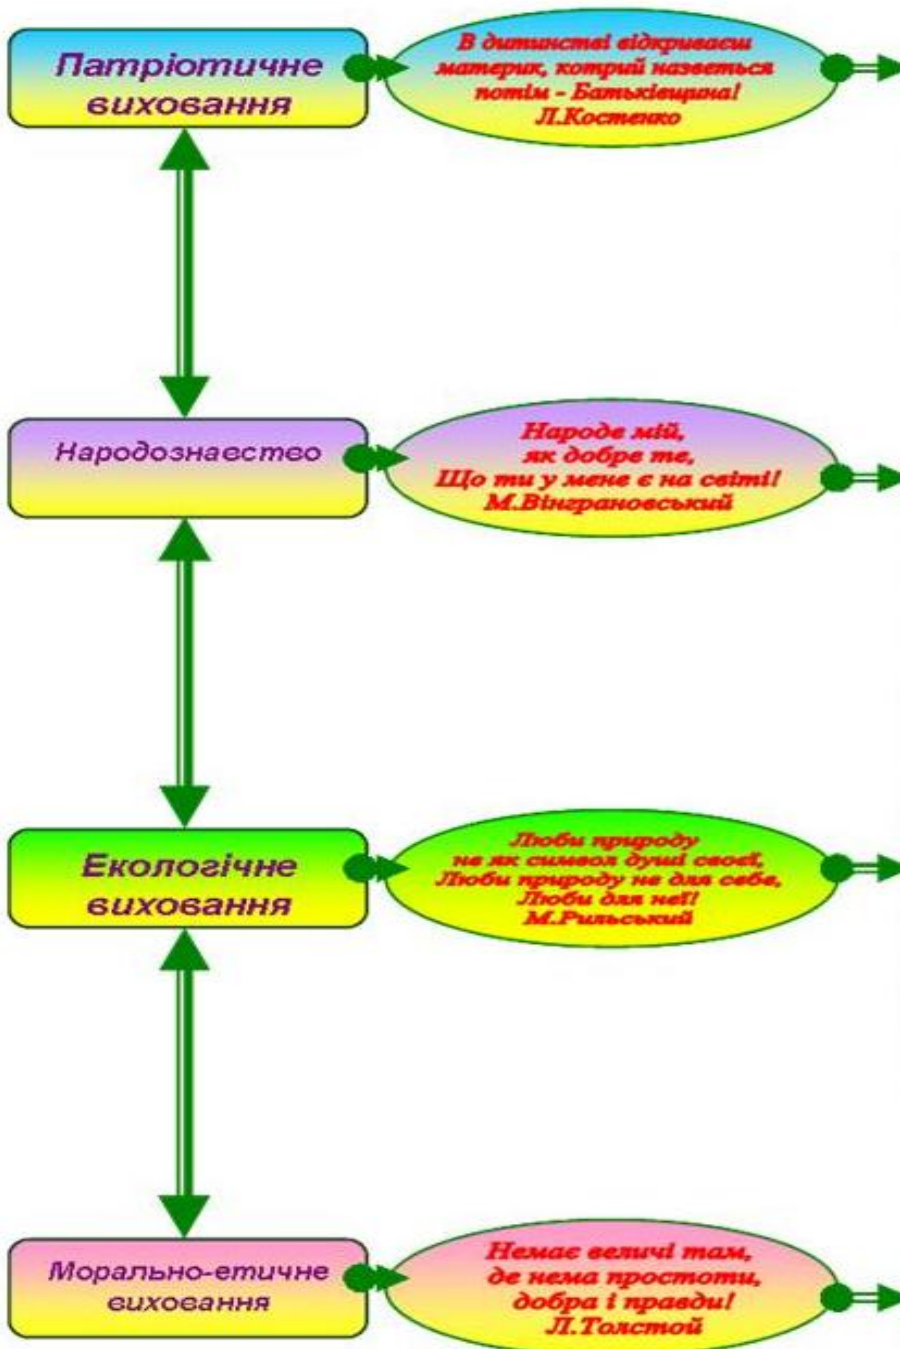 Патріотичне
виховання
В дитинстві відкриваєш
материк, котрий назветься
потім - Батьківщина!
Л.Костенко
Народознавство
Народе мій,
як добре те,
Що ти у мене є на світі!
М.Вінграновський
Екологічне
виховання
Люби природу
не як символ душі своєї,
Люби природу не для себе,
Люби для неї!
М.Рильський
Морально-етичне
виховання
Немає величі там,
де нема простоти,
добра і правди!
Л.Толстой